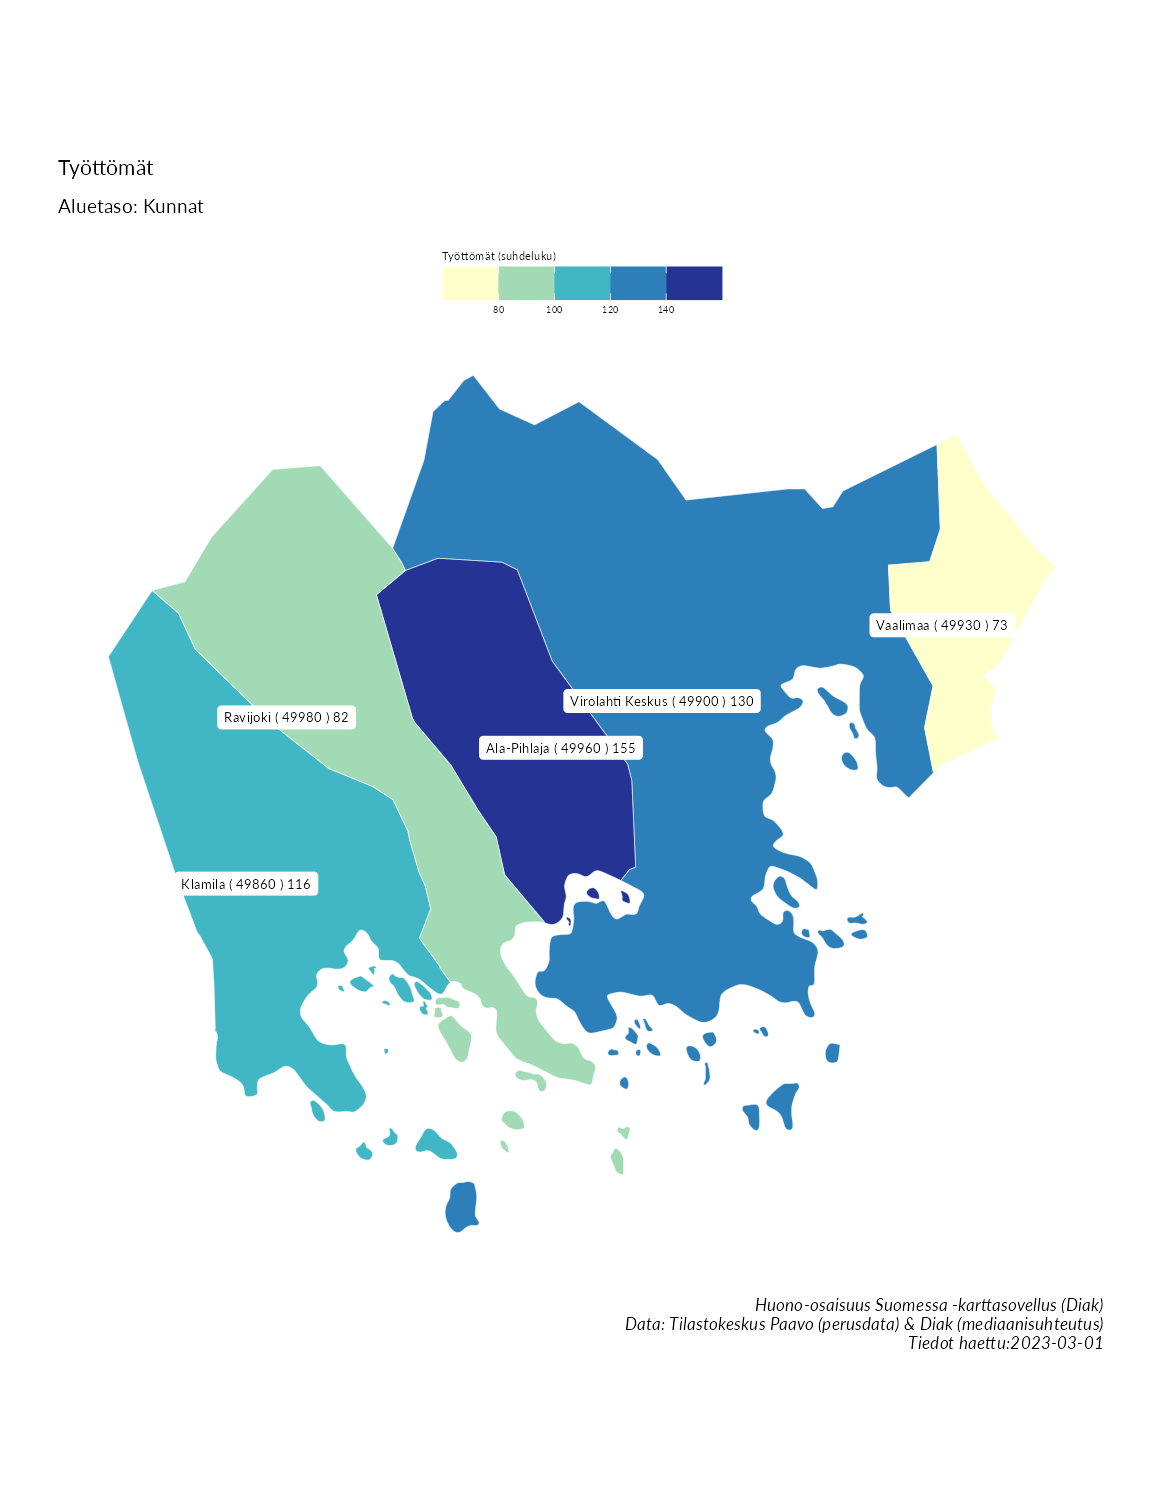 Työttömät
Aluetaso: Kunnat
Työttömät (suhdeluku)
80 100 120 140
Vaalimaa ( 49930 ) 73
Virolahti Keskus ( 49900 ) 130
Ravijoki ( 49980 ) 82
Ala-Pihlaja ( 49960 ) 155
Klamila ( 49860 ) 116
Huono-osaisuus Suomessa -karttasovellus (Diak)
Data: Tilastokeskus Paavo (perusdata) & Diak (mediaanisuhteutus)
Tiedot haettu:2023-03-01